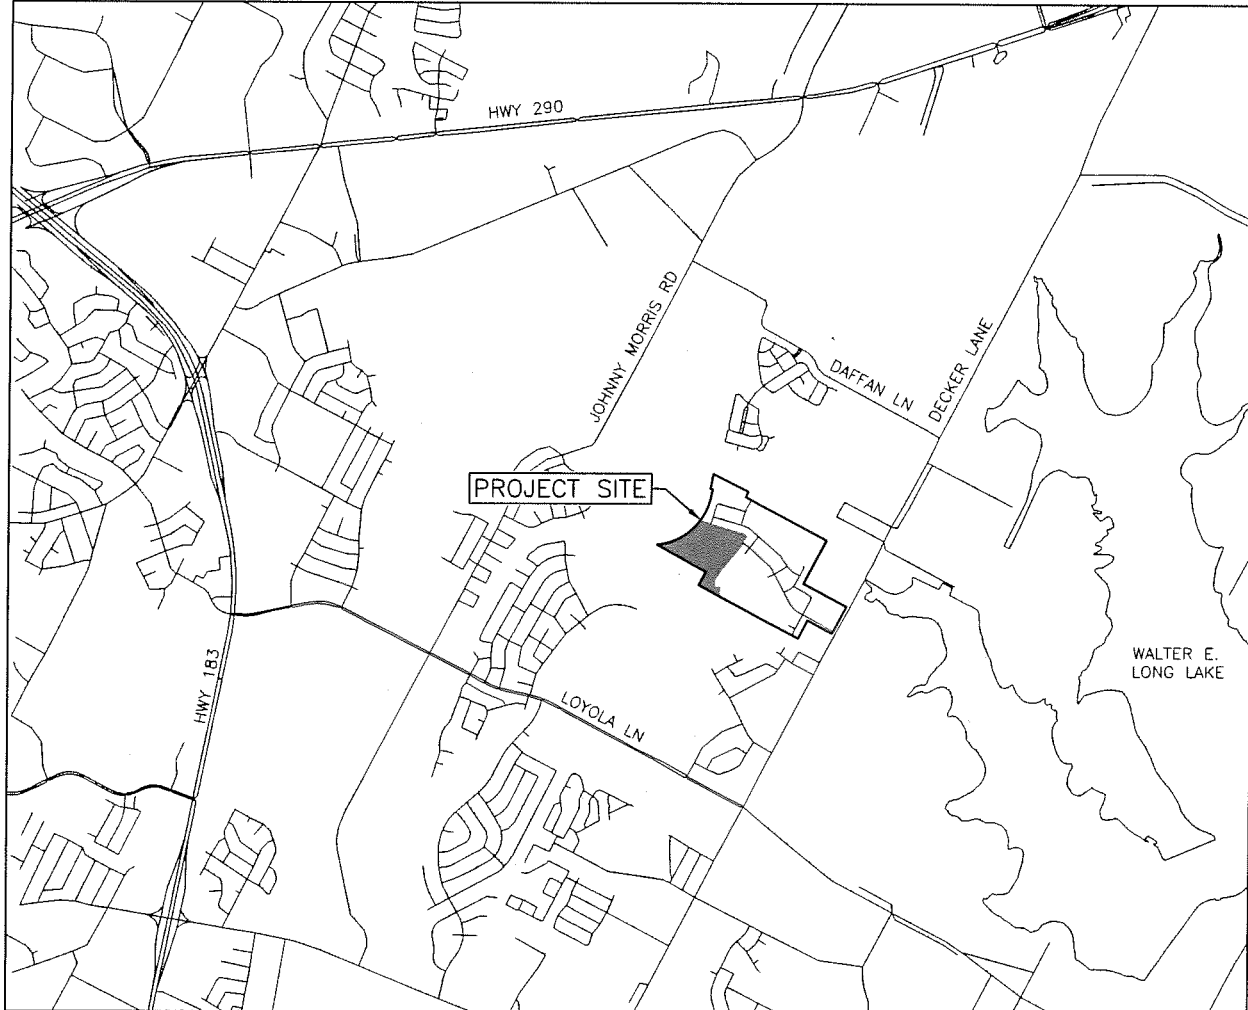 HWY 290
JOHNNY MORRIS RD
DAFFAN LN
DECKER LANE
PROJECT SITE
WALTER E.
LONG LAKE
HWY 183
LOYOLA LN